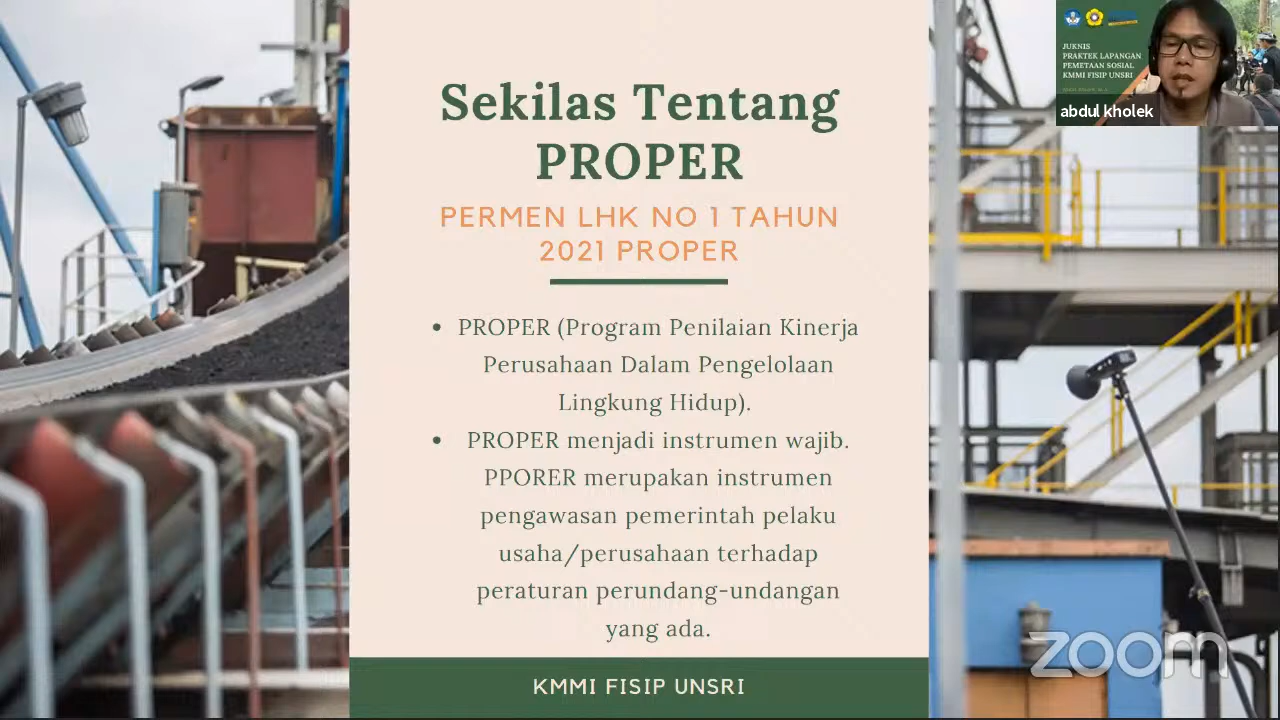 Sekilas Tentang
PROPER
PERMEN LHK NO 1 TAHUN
2021 PROPER
• PROPER (Program Penilaian Kinerja
Perusahaan Dalam Pengelolaan
Lingkung Hidup).
• PROPER menjadi instrumen wajib.
PPORER merupakan instrumen
pengawasan pemerintah pelaku
usaha/perusahaan terhadap
peraturan perundang-undangan
yang ada.
KMMI FISIP UNSRI
JUKNIS
PRAKTEK LAPANGAN
PEMETAAN SOSIAL
KMMI FISIP UNSRI
abdul kholek
zoom